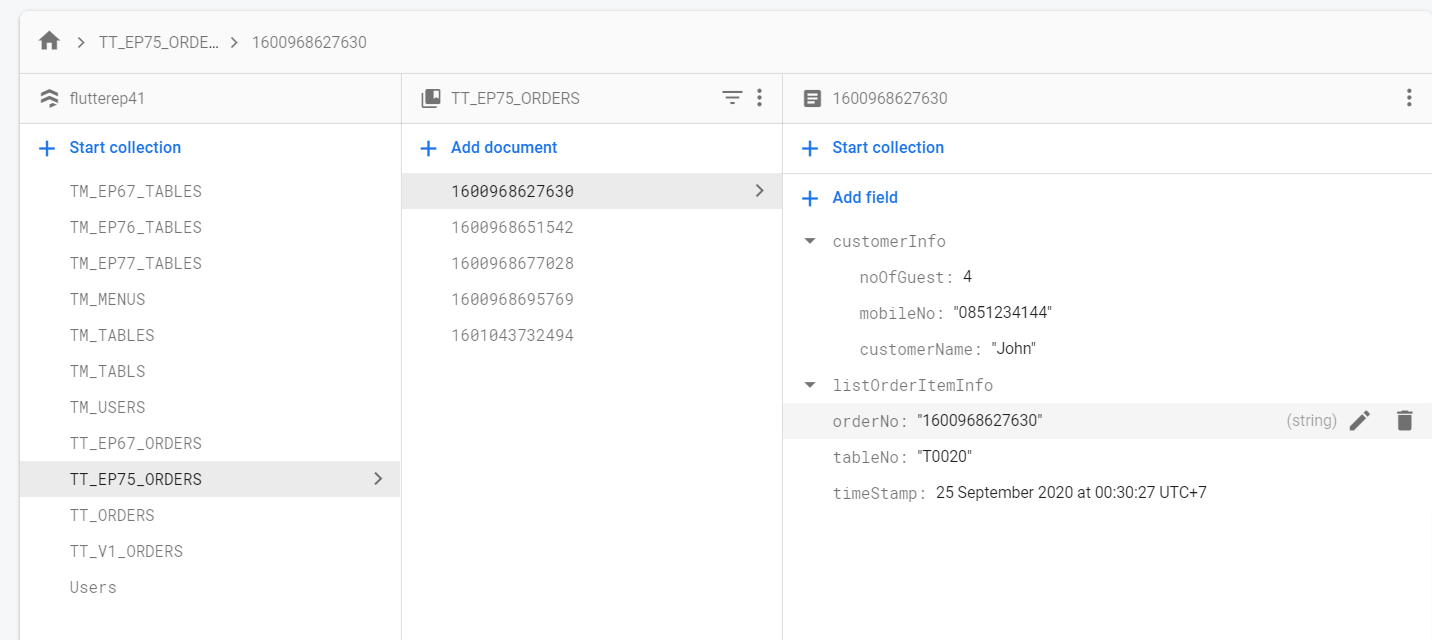 TT_EP75_ORDE... 1600968627630
flutterep41
Start collection
TM_EP67_TABLES
TM_EP76_TABLES
TM_EP77_TABLES
TM_MENUS
TM_TABLES
TM_TABLS
TM_USERS
TT_EP67_ORDERS
TT_EP75_ORDERS
TT_ORDERS
TT_V1_ORDERS
Users
TT_EP75_ORDERS
Add document
1600968627630
1600968651542
1600968677028
1600968695769
1601043732494
1600968627630
Start collection
Add field
customerInfo
noOfGuest: 4
mobileNo: "0851234144"
customerName: "John"
listOrderItemInfo
orderNo: "1600968627630" (string)
tableNo: "T0020"
timeStamp: 25 September 2020 at 00:30:27 UTC+7